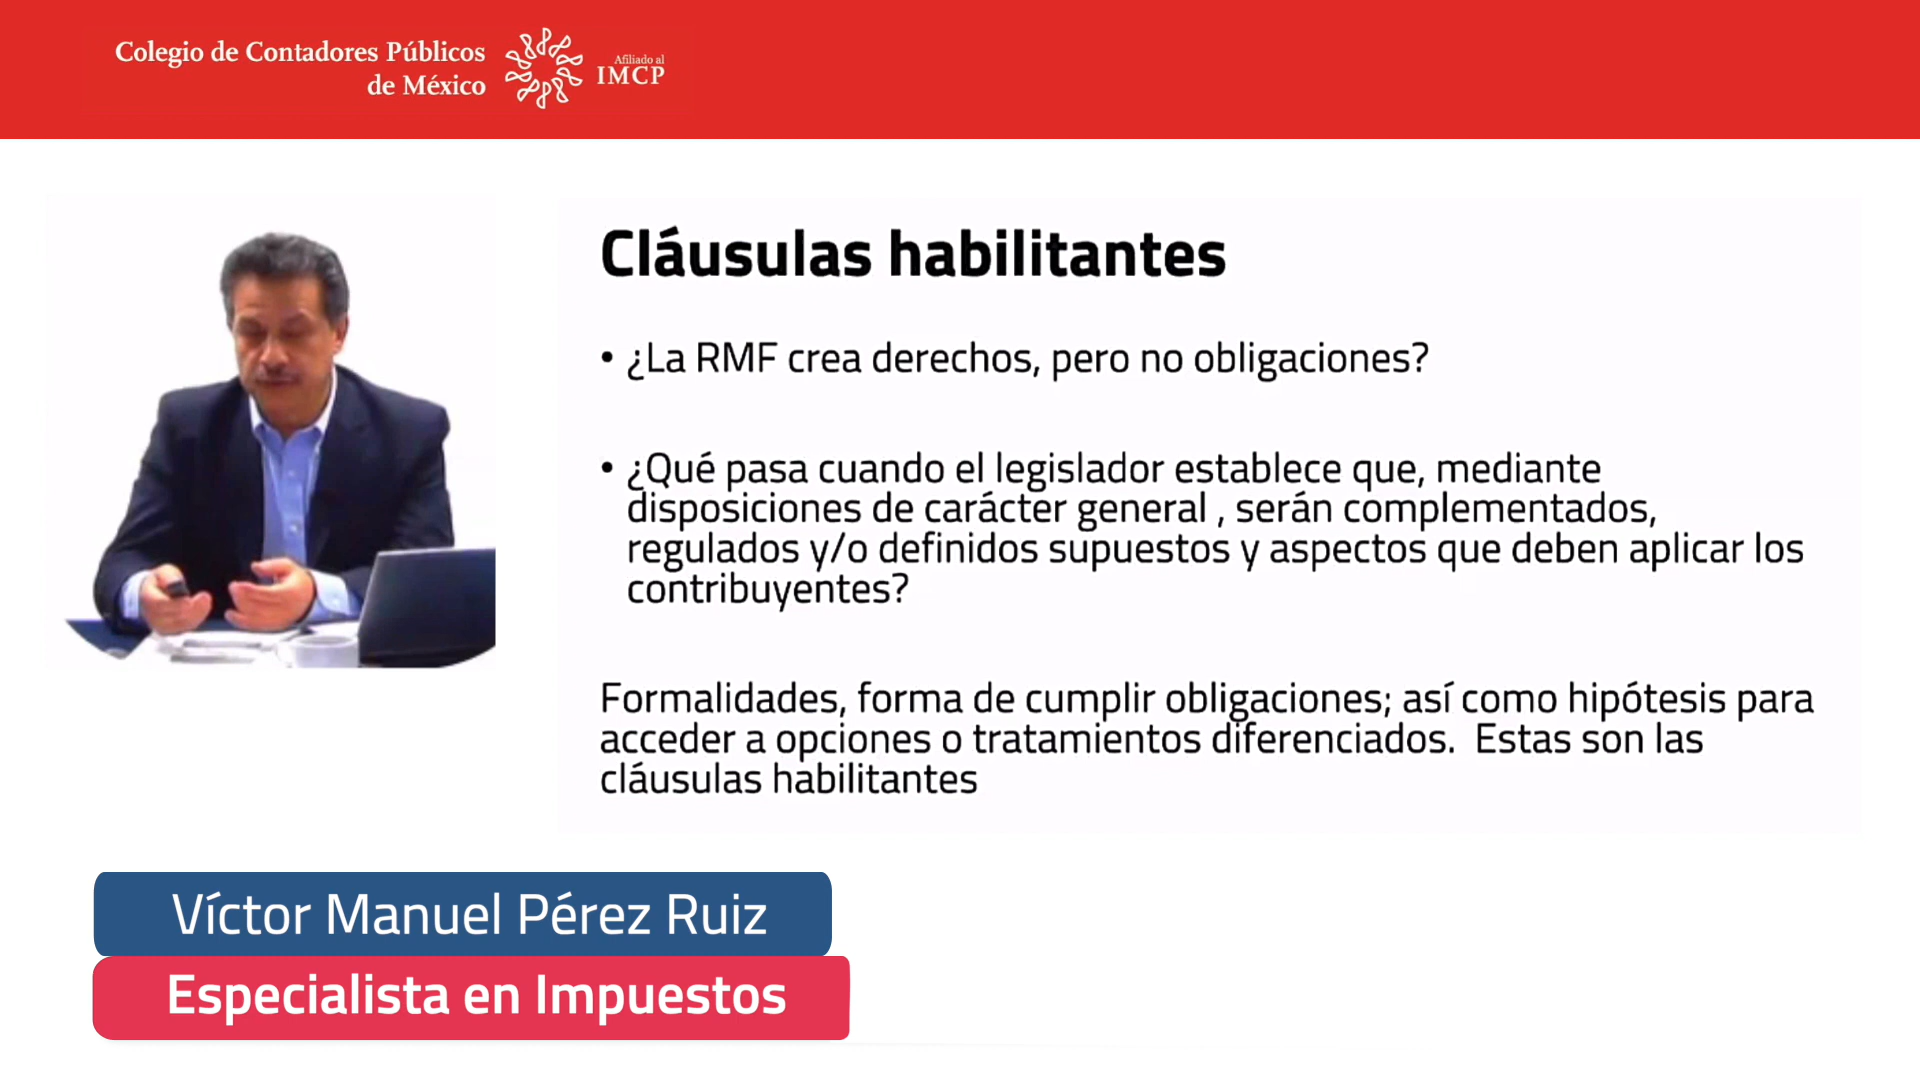 Colegio de Contadores Públicos
de México
Afiliado al
IMCP
Cláusulas habilitantes
• ¿La RMF crea derechos, pero no obligaciones?
• ¿Qué pasa cuando el legislador establece que, mediante
disposiciones de carácter general , serán complementados,
regulados y/o definidos supuestos y aspectos que deben aplicar los
contribuyentes?
Formalidades, forma de cumplir obligaciones; así como hipótesis para
acceder a opciones o tratamientos diferenciados.  Estas son las
cláusulas habilitantes
Víctor Manuel Pérez Ruiz
Especialista en Impuestos